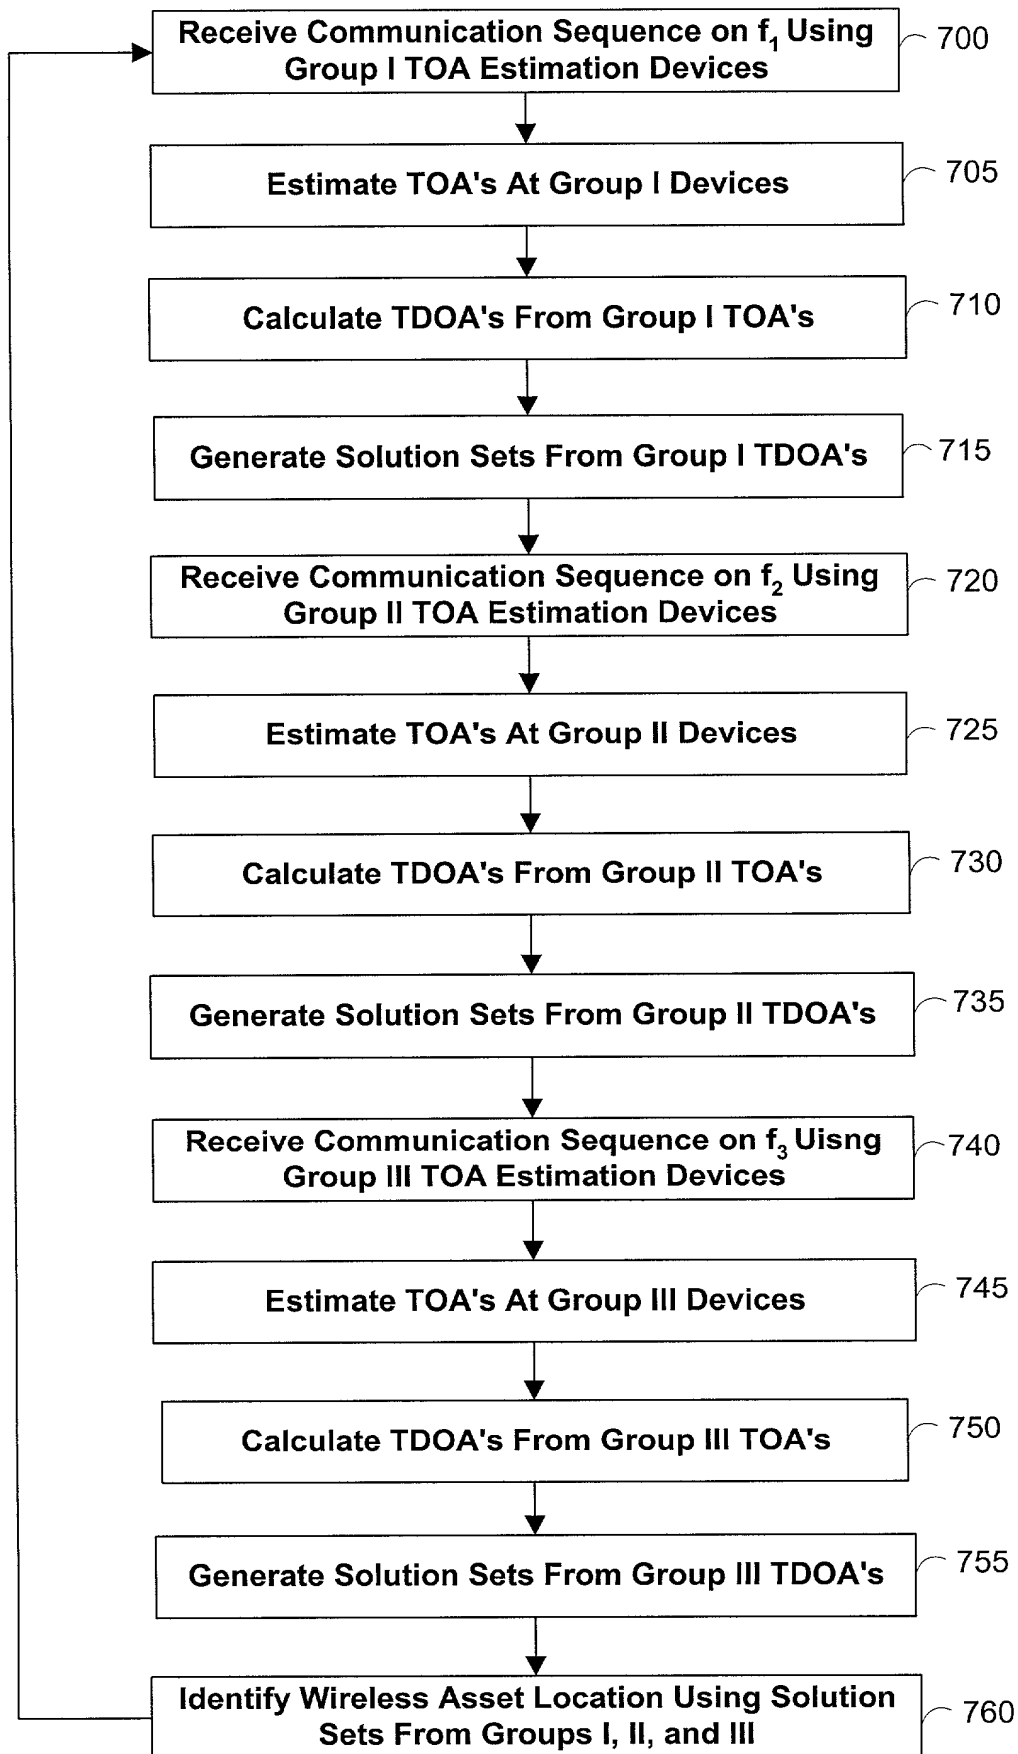 Receive Communication Sequence on f1 Using
Group I TOA Estimation Devices
700
Estimate TOA's At Group I Devices
705
Calculate TDOA's From Group I TOA's
710
Generate Solution Sets From Group I TDOA's
715
Receive Communication Sequence on f2 Using
Group II TOA Estimation Devices
720
Estimate TOA's At Group II Devices
725
Calculate TDOA's From Group II TOA's
730
Generate Solution Sets From Group II TDOA's
735
Receive Communication Sequence on f3 Uisng
Group III TOA Estimation Devices
740
Estimate TOA's At Group III Devices
745
Calculate TDOA's From Group III TOA's
750
Generate Solution Sets From Group III TDOA's
755
Identify Wireless Asset Location Using Solution
Sets From Groups I, II, and III
760